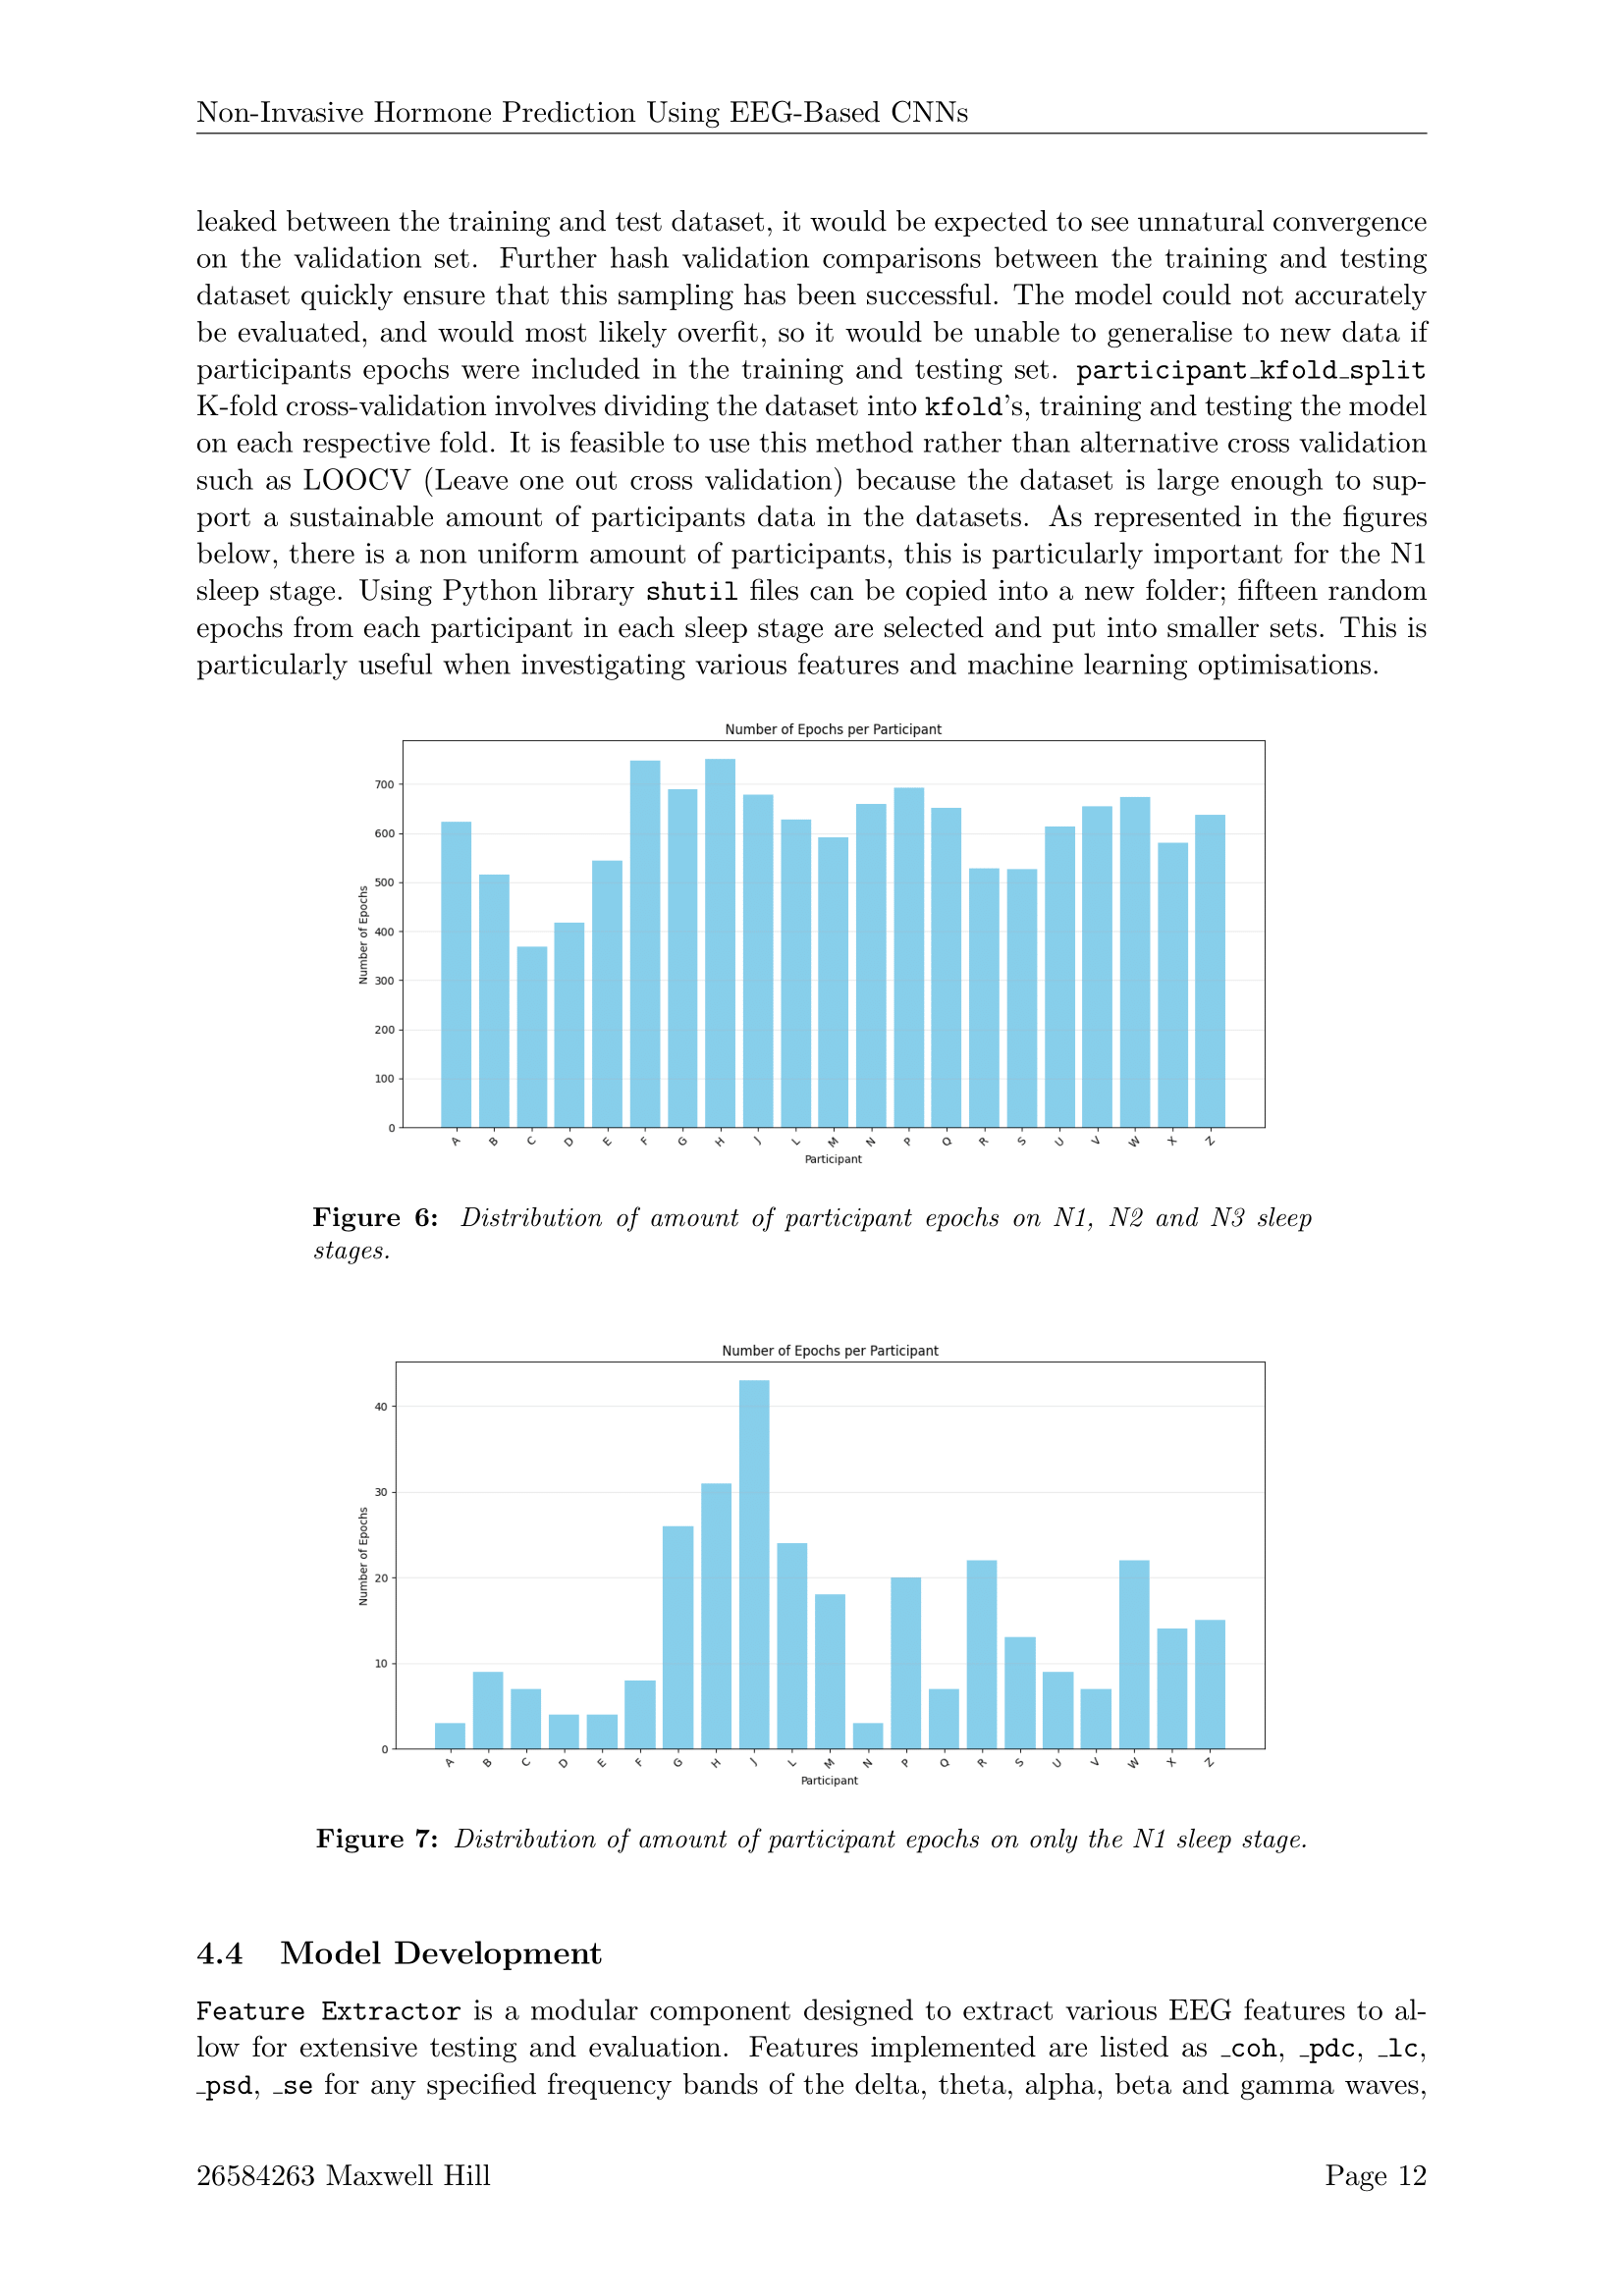 Non-Invasive Hormone Prediction Using EEG-Based CNNs
leaked between the training and test dataset, it would be expected to see unnatural convergence
on the validation set. Further hash validation comparisons between the training and testing
dataset quickly ensure that this sampling has been successful. The model could not accurately
be evaluated, and would most likely overfit, so it would be unable to generalise to new data if
participants epochs were included in the training and testing set. participant_kfold_split
K-fold cross-validation involves dividing the dataset into kfold's, training and testing the model
on each respective fold. It is feasible to use this method rather than alternative cross validation
such as LOOCV (Leave one out cross validation) because the dataset is large enough to sup-
port a sustainable amount of participants data in the datasets. As represented in the figures
below, there is a non uniform amount of participants, this is particularly important for the N1
sleep stage. Using Python library shutil files can be copied into a new folder; fifteen random
epochs from each participant in each sleep stage are selected and put into smaller sets. This is
particularly useful when investigating various features and machine learning optimisations.
Number of Epochs per Participant
Number of Epochs
700
600
500
400
300
200
100
0
A B C D E F G H J L M N P Q R S U V W X Z
Participant
Figure 6: Distribution of amount of participant epochs on N1, N2 and N3 sleep
stages.
Number of Epochs per Participant
Number of Epochs
40
30
20
10
0
A B C D E F G H J L M N P Q R S U V W X Z
Participant
Figure 7: Distribution of amount of participant epochs on only the N1 sleep stage.
4.4 Model Development
Feature Extractor is a modular component designed to extract various EEG features to al-
low for extensive testing and evaluation. Features implemented are listed as _coh, _pdc, _lc,
_psd, _se for any specified frequency bands of the delta, theta, alpha, beta and gamma waves,
26584263 Maxwell Hill
Page 12